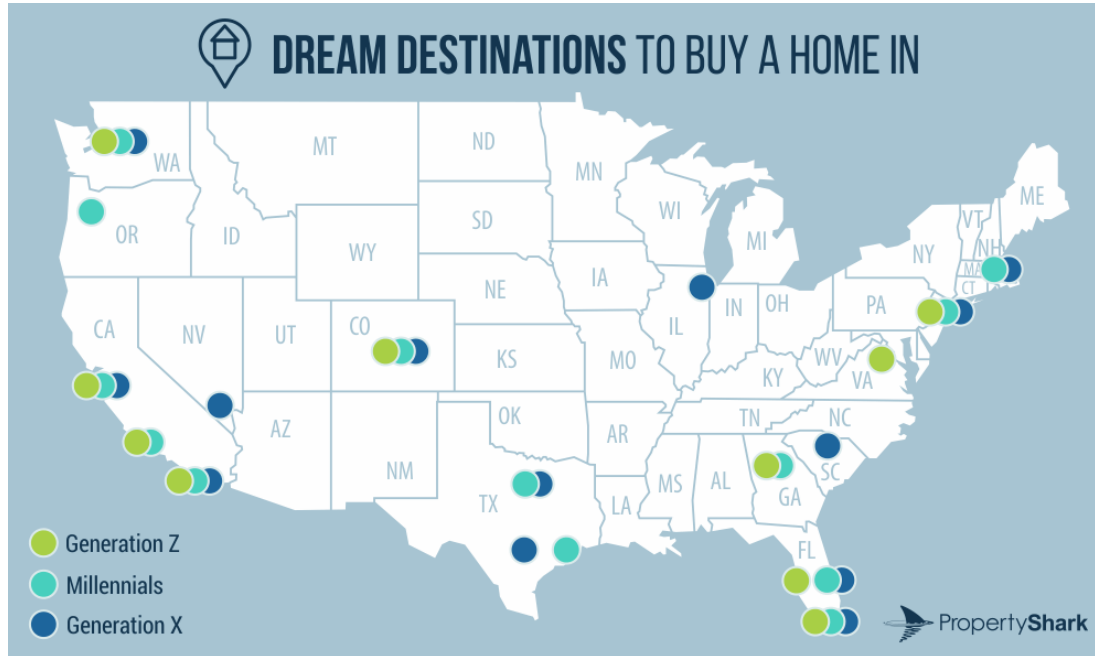 DREAM DESTINATIONS TO BUY A HOME IN
WA
MT
ND
MN
WI
MI
ME
VT
NH
NY
MA
CT
OR
ID
WY
SD
IA
NE
PA
OH
IN
IL
CA
NV
UT
CO
KS
MO
WV
VA
KY
AZ
NM
OK
AR
TN
NC
SC
TX
LA
MS
AL
GA
FL
Generation Z
Millennials
Generation X
PropertyShark